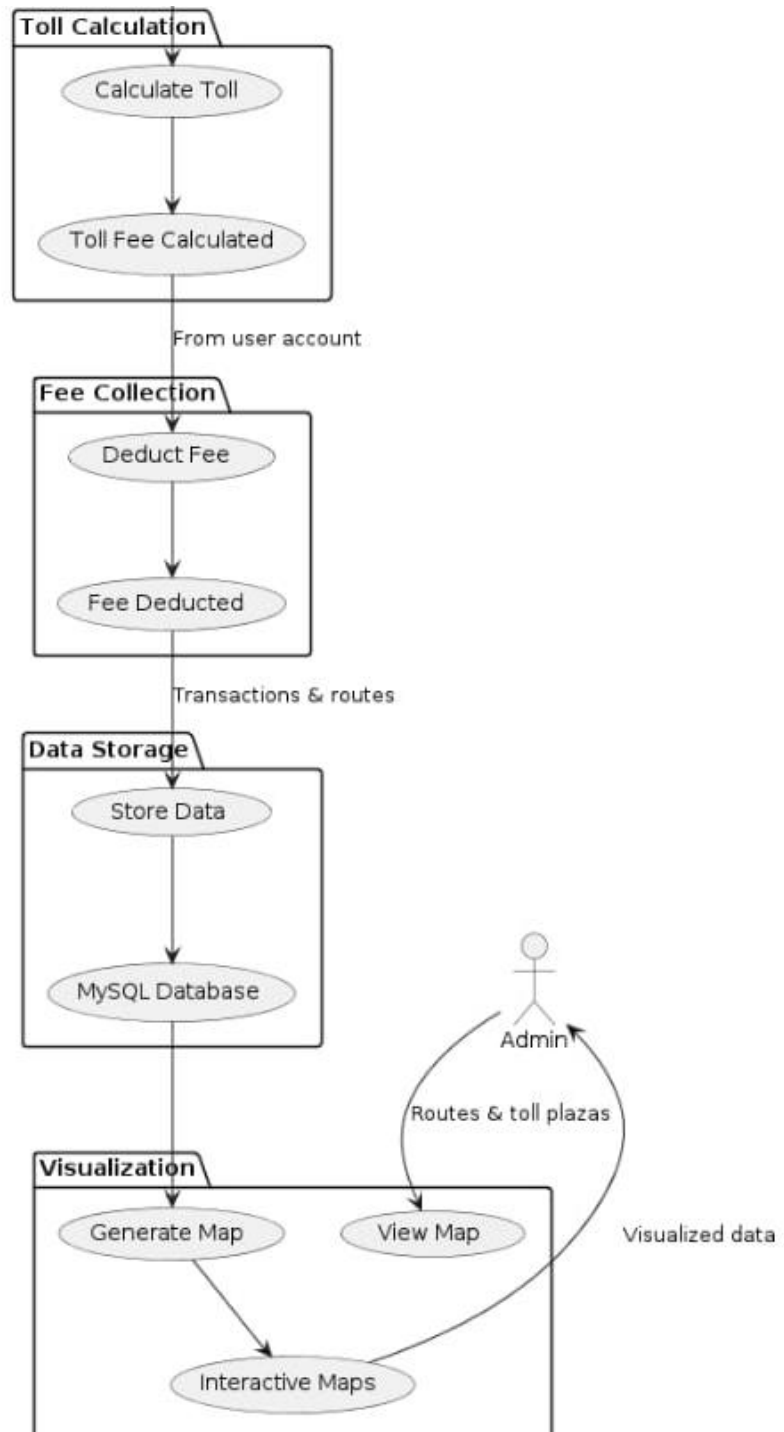 Toll Calculation
Calculate Toll
Toll Fee Calculated
From user account
Fee Collection
Deduct Fee
Fee Deducted
Transactions & routes
Data Storage
Store Data
MySQL Database
Admin
Routes & toll plazas
Visualization
Generate Map
View Map
Visualized data
Interactive Maps